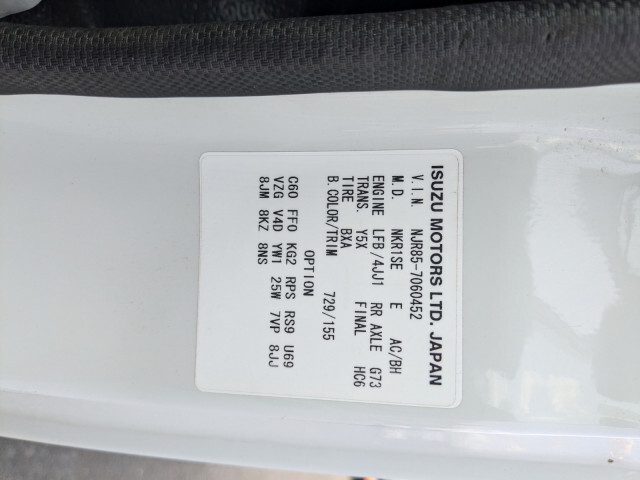 ISUZU MOTORS LTD. JAPAN
V.I.N. NJR85-7060452
M.D. NKR1SE E AC/BH
ENGINE LFB/4JJ1 RR AXLE G73
TRANS. Y5X FINAL HC6
TIRE BXA
B.COLOR/TRIM 729/155
OPTION
C60 FF0 KG2 RPS RS9 U69
VZG V4D YW1 25W 7VP 8JJ
8JM 8KZ 8NS